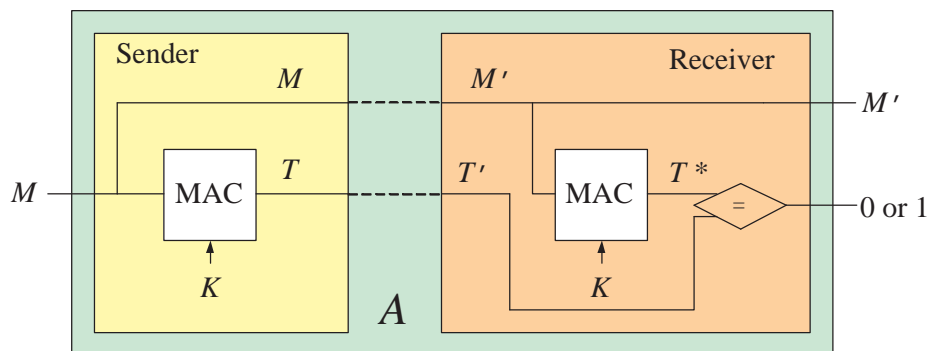 Sender
Receiver
M
M′
M′
T
T′
T*
M
MAC
MAC
=
0 or 1
K
K
A